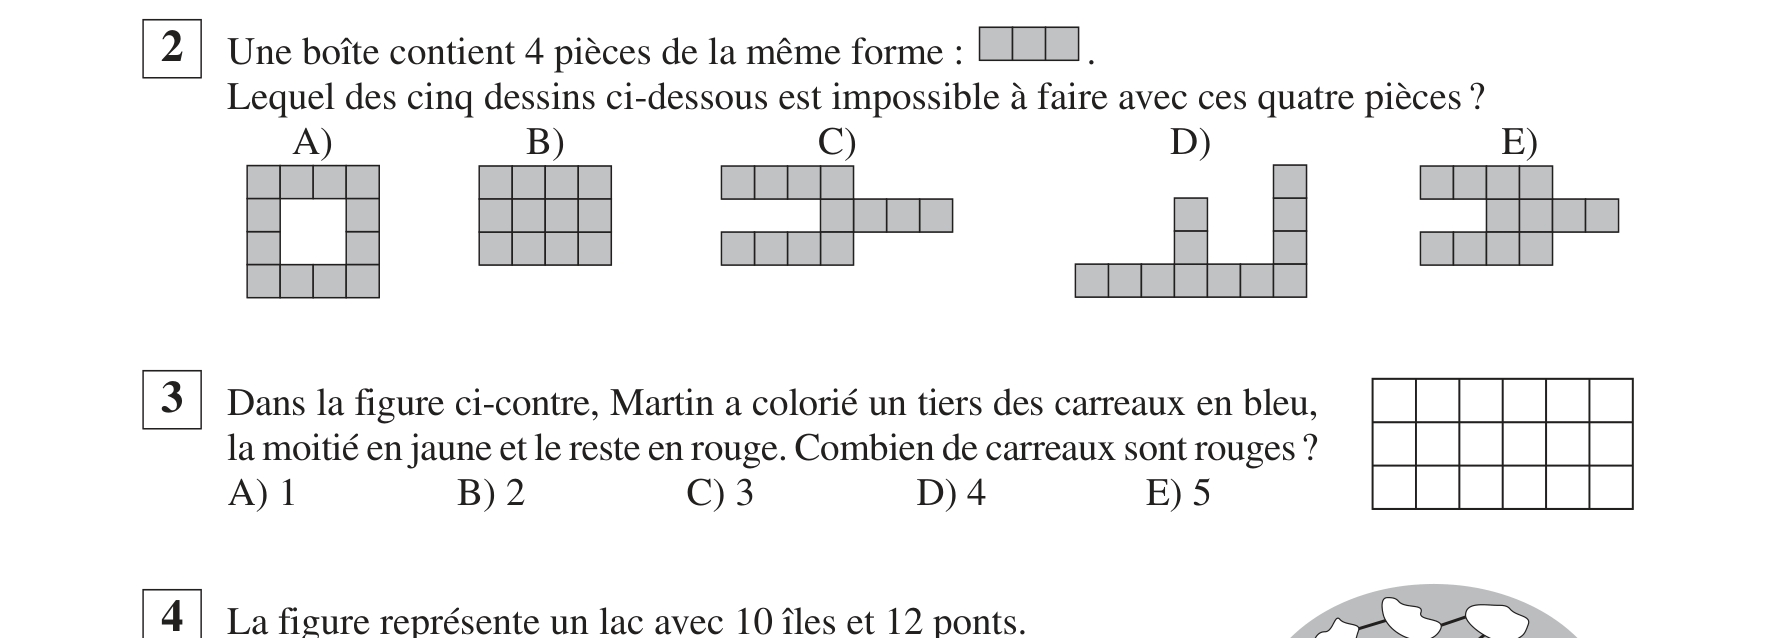 2 Une boîte contient 4 pièces de la même forme : .
Lequel des cinq dessins ci-dessous est impossible à faire avec ces quatre pièces ?
A) B) C) D) E)
3 Dans la figure ci-contre, Martin a colorié un tiers des carreaux en bleu,
la moitié en jaune et le reste en rouge. Combien de carreaux sont rouges ?
A) 1 B) 2 C) 3 D) 4 E) 5
4 La figure représente un lac avec 10 îles et 12 ponts.